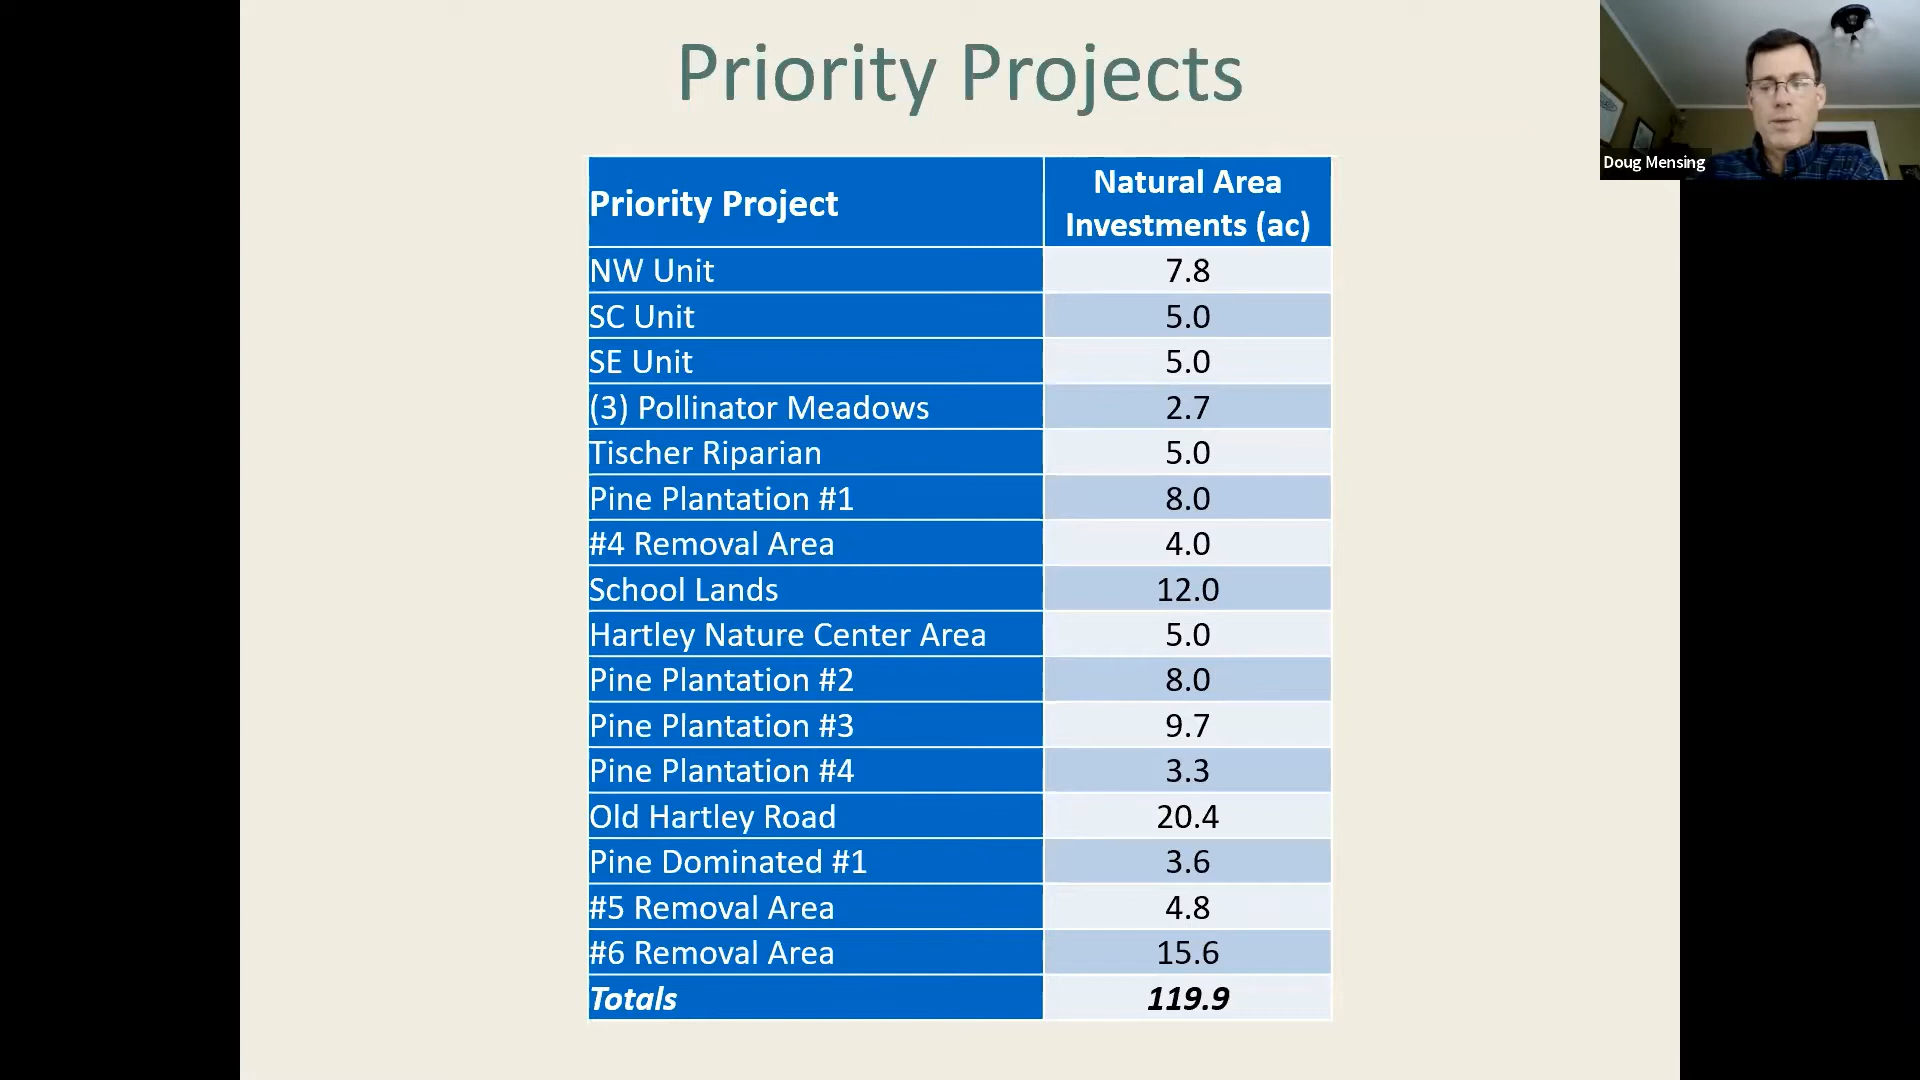 Priority Projects
Doug Mensing
Priority Project
Natural Area
Investments (ac)
NW Unit 7.8
SC Unit 5.0
SE Unit 5.0
(3) Pollinator Meadows 2.7
Tischer Riparian 5.0
Pine Plantation #1 8.0
#4 Removal Area 4.0
School Lands 12.0
Hartley Nature Center Area 5.0
Pine Plantation #2 8.0
Pine Plantation #3 9.7
Pine Plantation #4 3.3
Old Hartley Road 20.4
Pine Dominated #1 3.6
#5 Removal Area 4.8
#6 Removal Area 15.6
Totals 119.9